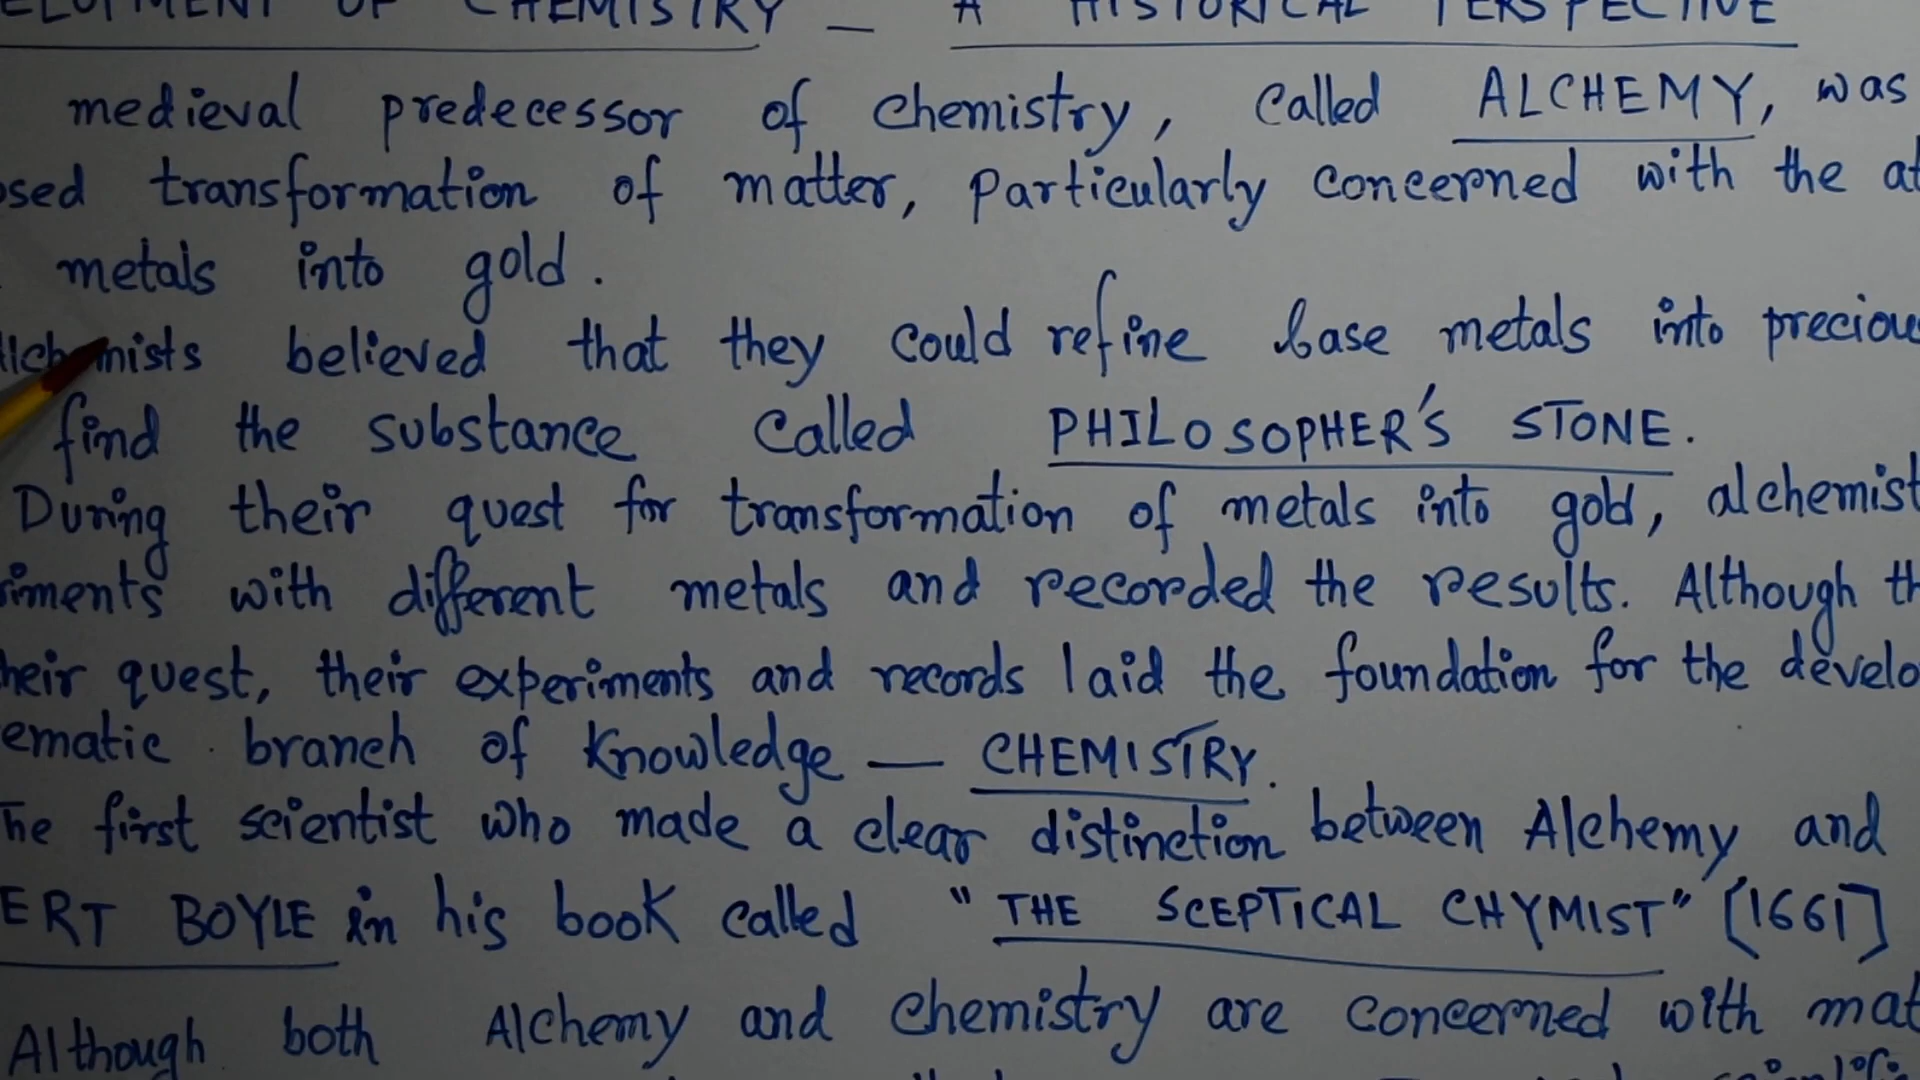 ELOPMENT OF CHEMISTRY – A HISTORICAL PERSPECTIVE
medieval predecessor of chemistry, called ALCHEMY, was
osed transformation of matter, particularly concerned with the at
metals into gold.
lchemists believed that they could refine base metals into preciou
find the substance called PHILOSOPHER'S STONE.
During their quest for transformation of metals into gold, alchemist
riments with different metals and recorded the results. Although th
heir quest, their experiments and records laid the foundation for the develo
ematic branch of knowledge — CHEMISTRY.
The first scientist who made a clear distinction between Alchemy and
ERT BOYLE in his book called "THE SCEPTICAL CHYMIST" [1661]
Although both Alchemy and chemistry are concerned with mat